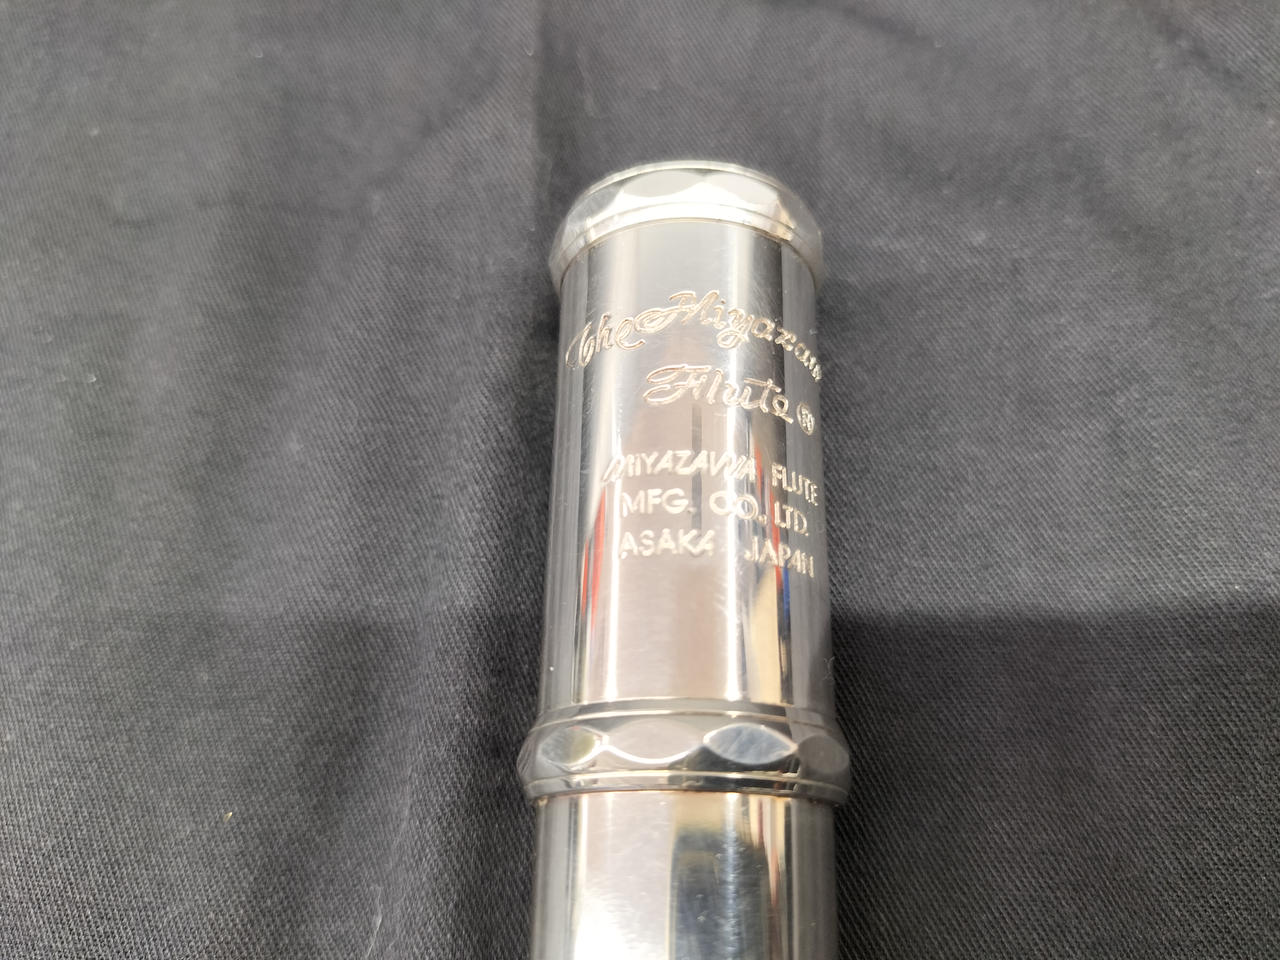 The Miyazawa
Flute®
MIYAZAWA FLUTE
MFG. CO., LTD.
ASAKA JAPAN